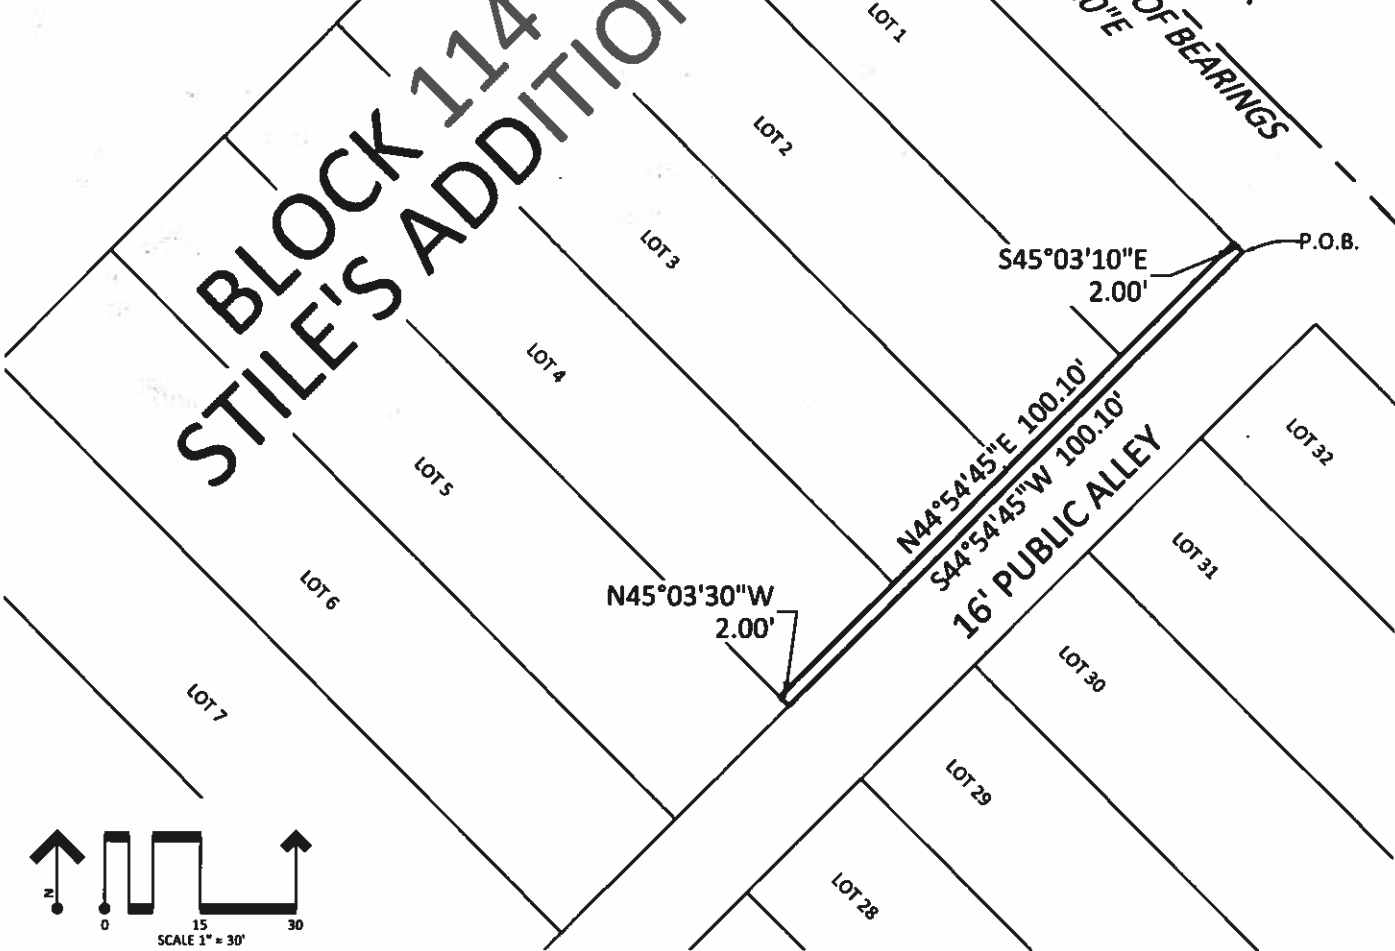 LOT 1
0"E
OF BEARINGS
BLOCK 114
STILE'S ADDITION
LOT 2
LOT 3
LOT 4
LOT 5
LOT 6
LOT 7
S45°03'10"E
2.00'
P.O.B.
N44°54'45"E 100.10'
S44°54'45"W 100.10'
16' PUBLIC ALLEY
N45°03'30"W
2.00'
LOT 32
LOT 31
LOT 30
LOT 29
LOT 28
N
0 15 30
SCALE 1" = 30'